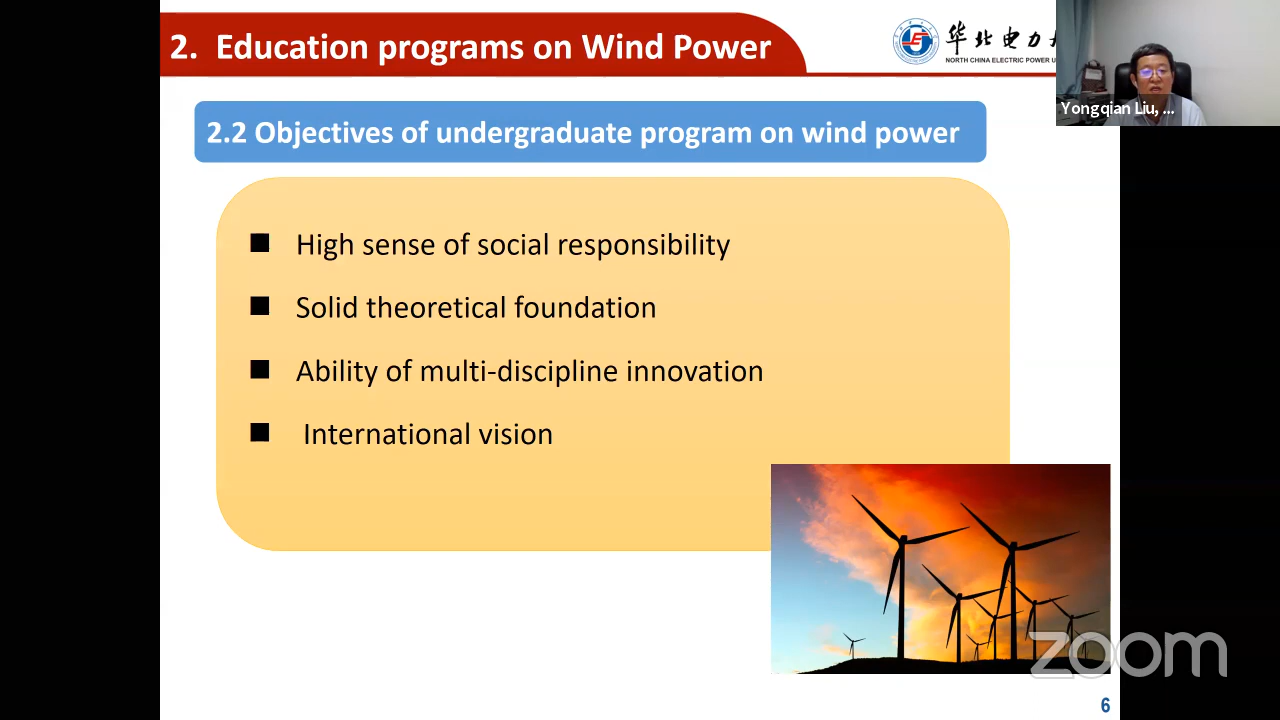 2. Education programs on Wind Power
华北电力
NORTH CHINA ELECTRIC POWER U
Yongqian Liu, ...
2.2 Objectives of undergraduate program on wind power
■ High sense of social responsibility
■ Solid theoretical foundation
■ Ability of multi-discipline innovation
■ International vision
zoom
6